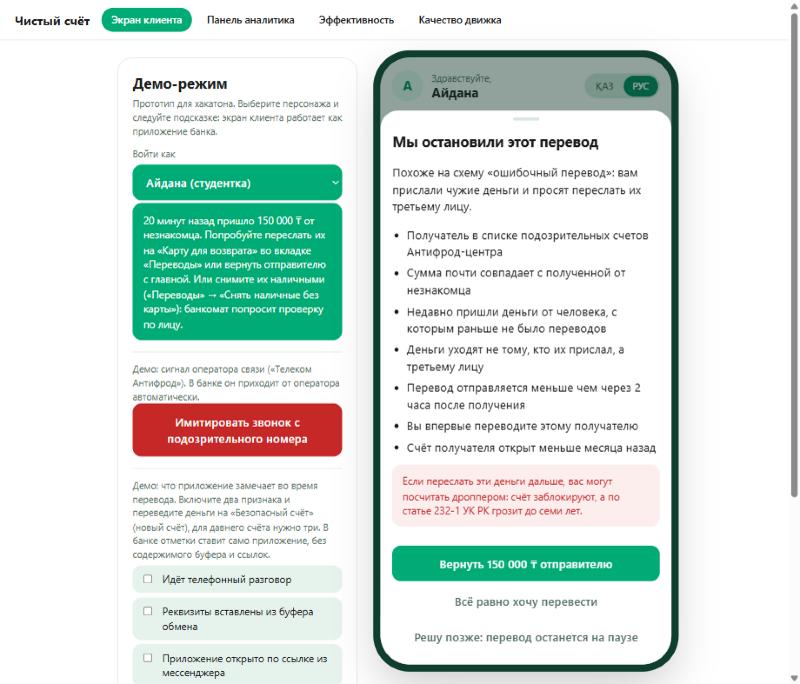 Чистый счёт
Экран клиента
Панель аналитика
Эффективность
Качество движка
Демо-режим
Прототип для хакатона. Выберите персонажа и
следуйте подсказке: экран клиента работает как
приложение банка.
Войти как
Айдана (студентка)
20 минут назад пришло 150 000 ₸ от
незнакомца. Попробуйте переслать их
на «Карту для возврата» во вкладке
«Переводы» или вернуть отправителю
с главной. Или снимите их наличными
(«Переводы» → «Снять наличные без
карты»): банкомат попросит проверку
по лицу.
Демо: сигнал оператора связи («Телеком
Антифрод»). В банке он приходит от оператора
автоматически.
Имитировать звонок с
подозрительного номера
Демо: что приложение замечает во время
перевода. Включите два признака и
переведите деньги на «Безопасный счёт»
(новый счёт), для давнего счёта нужно три. В
банке отметки ставит само приложение, без
содержимого буфера и ссылок.
Идёт телефонный разговор
Реквизиты вставлены из буфера
обмена
Приложение открыто по ссылке из
мессенджера
А
Здравствуйте,
Айдана
ҚАЗ
РУС
Мы остановили этот перевод
Похоже на схему «ошибочный перевод»: вам
прислали чужие деньги и просят переслать их
третьему лицу.
• Получатель в списке подозрительных счетов
Антифрод-центра
• Сумма почти совпадает с полученной от
незнакомца
• Недавно пришли деньги от человека, с
которым раньше не было переводов
• Деньги уходят не тому, кто их прислал, а
третьему лицу
• Перевод отправляется меньше чем через 2
часа после получения
• Вы впервые переводите этому получателю
• Счёт получателя открыт меньше месяца назад
Если переслать эти деньги дальше, вас могут
посчитать дроппером: счёт заблокируют, а по
статье 232-1 УК РК грозит до семи лет.
Вернуть 150 000 ₸ отправителю
Всё равно хочу перевести
Решу позже: перевод останется на паузе